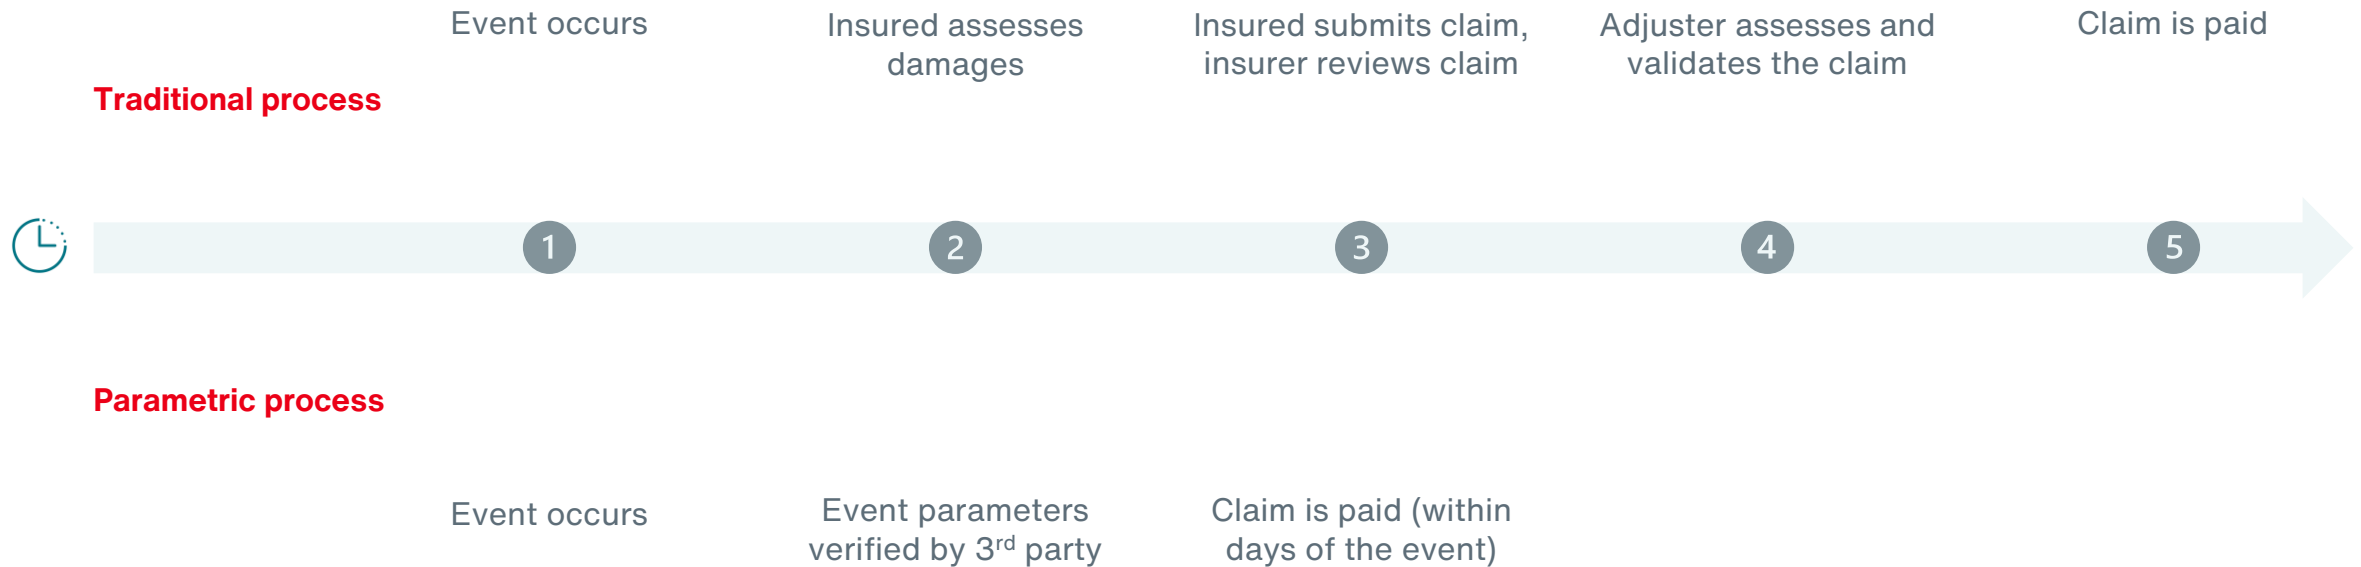 Event occurs
Insured assesses
damages
Insured submits claim,
insurer reviews claim
Adjuster assesses and
validates the claim
Claim is paid
Traditional process
1
2
3
4
5
Parametric process
Event occurs
Event parameters
verified by 3rd party
Claim is paid (within
days of the event)